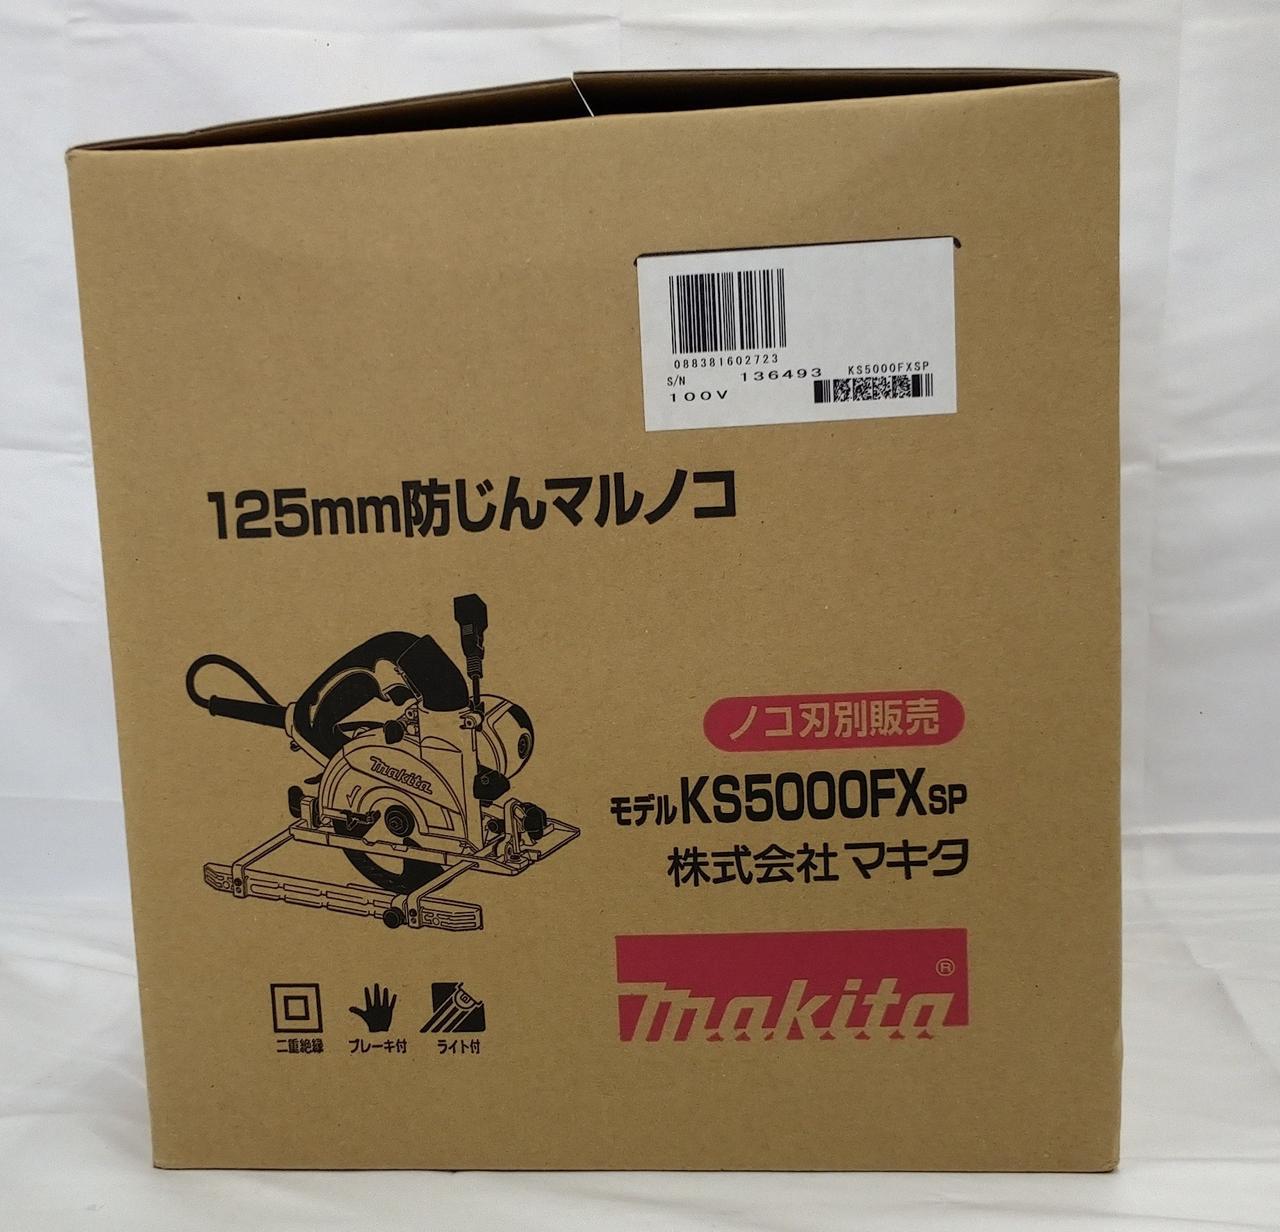 088381602723
S/N 136493 KS5000FXSP
100V
125mm防じんマルノコ
makita
ノコ刃別販売
モデルKS5000FXSP
株式会社マキタ
makita®
二重絶縁 ブレーキ付 ライト付